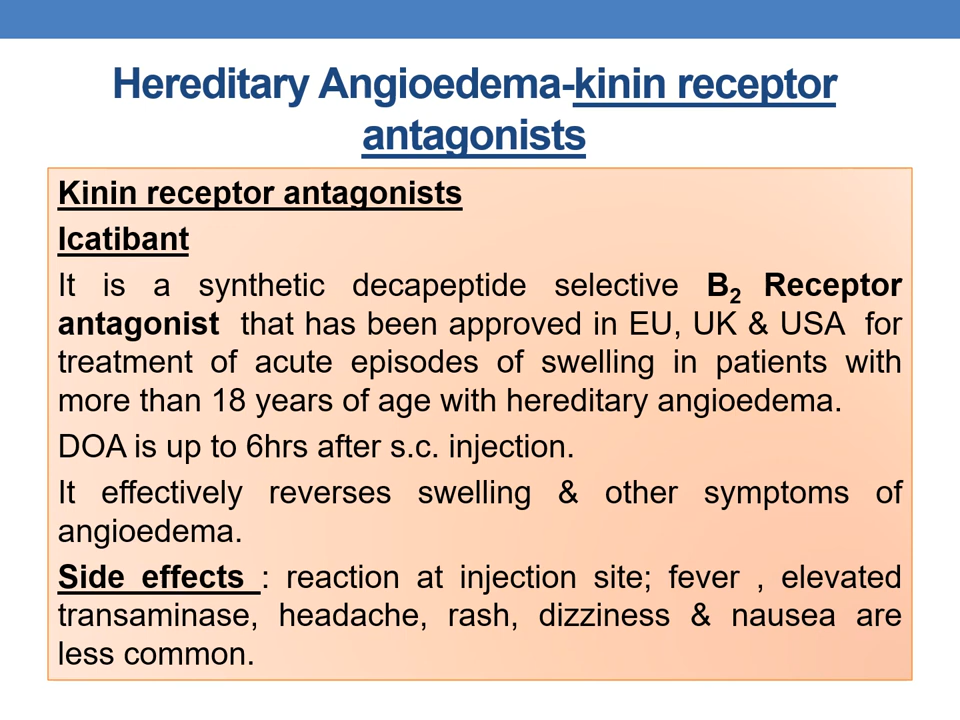 Hereditary Angioedema-kinin receptor
antagonists
Kinin receptor antagonists
Icatibant
It is a synthetic decapeptide selective B₂ Receptor
antagonist that has been approved in EU, UK & USA for
treatment of acute episodes of swelling in patients with
more than 18 years of age with hereditary angioedema.
DOA is up to 6hrs after s.c. injection.
It effectively reverses swelling & other symptoms of
angioedema.
Side effects : reaction at injection site; fever , elevated
transaminase, headache, rash, dizziness & nausea are
less common.